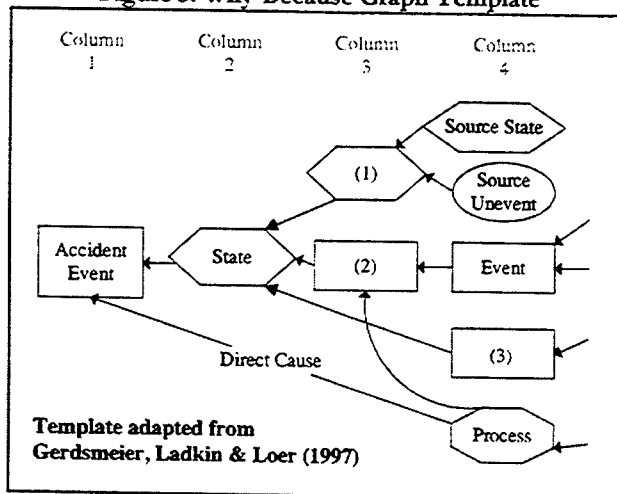 Figure 3: Why-Because Graph Template
Column Column Column Column
1 2 3 4
Source State
(1)
Source
Unevent
Accident
Event
State
(2)
Event
(3)
Direct Cause
Process
Template adapted from
Gerdsmeier, Ladkin & Loer (1997)